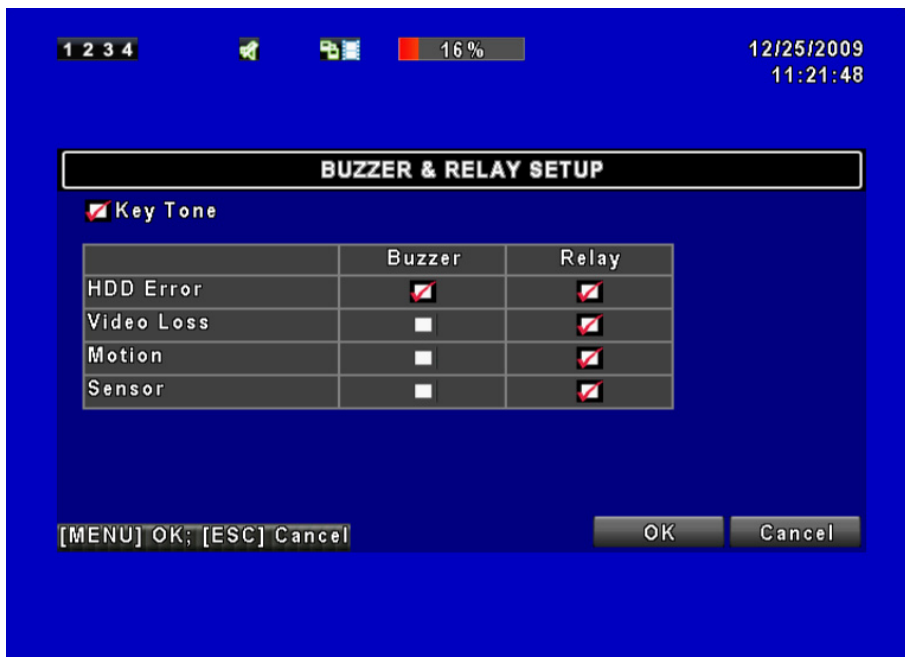 1 2 3 4 16% 12/25/2009
11:21:48
BUZZER & RELAY SETUP
Key Tone
Buzzer Relay
HDD Error
Video Loss
Motion
Sensor
[MENU] OK; [ESC] Cancel OK Cancel